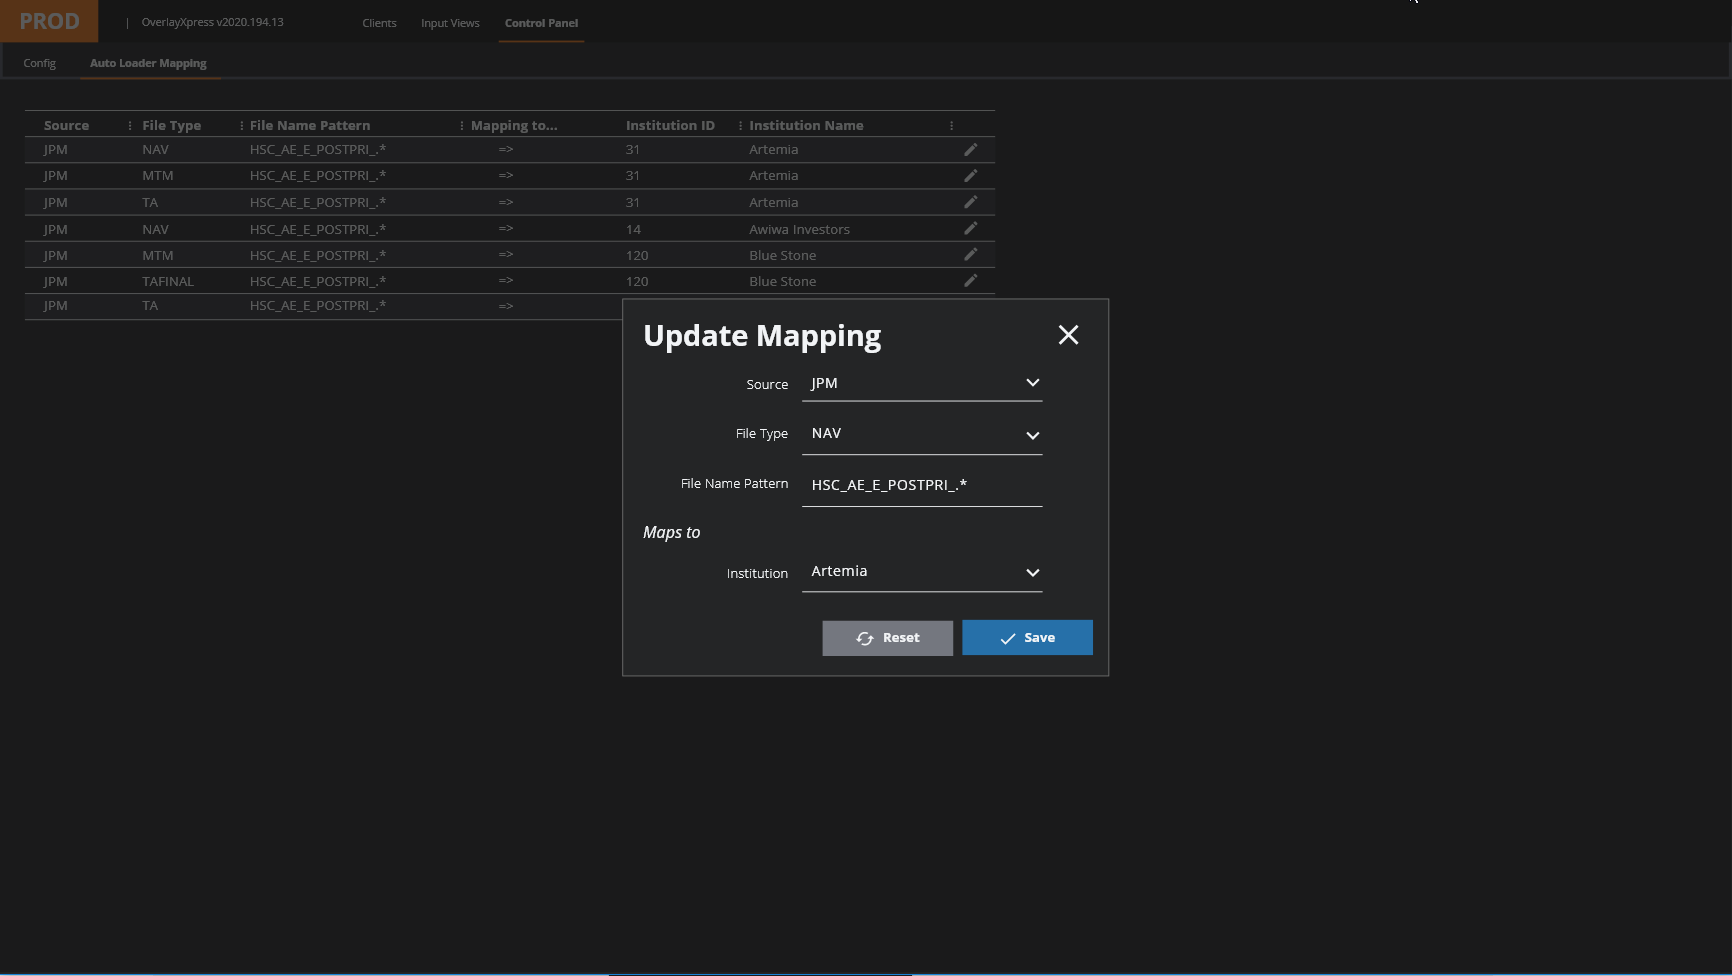 PROD | OverlayXpress v2020.194.13 Clients Input Views Control Panel
Config Auto Loader Mapping
Source File Type File Name Pattern Mapping to... Institution ID Institution Name
JPM NAV HSC_AE_E_POSTPRI_.* => 31 Artemia
JPM MTM HSC_AE_E_POSTPRI_.* => 31 Artemia
JPM TA HSC_AE_E_POSTPRI_.* => 31 Artemia
JPM NAV HSC_AE_E_POSTPRI_.* => 14 Awiwa Investors
JPM MTM HSC_AE_E_POSTPRI_.* => 120 Blue Stone
JPM TAFINAL HSC_AE_E_POSTPRI_.* => 120 Blue Stone
JPM TA HSC_AE_E_POSTPRI_.* =>
Update Mapping
Source JPM
File Type NAV
File Name Pattern HSC_AE_E_POSTPRI_.*
Maps to
Institution Artemia
Reset Save